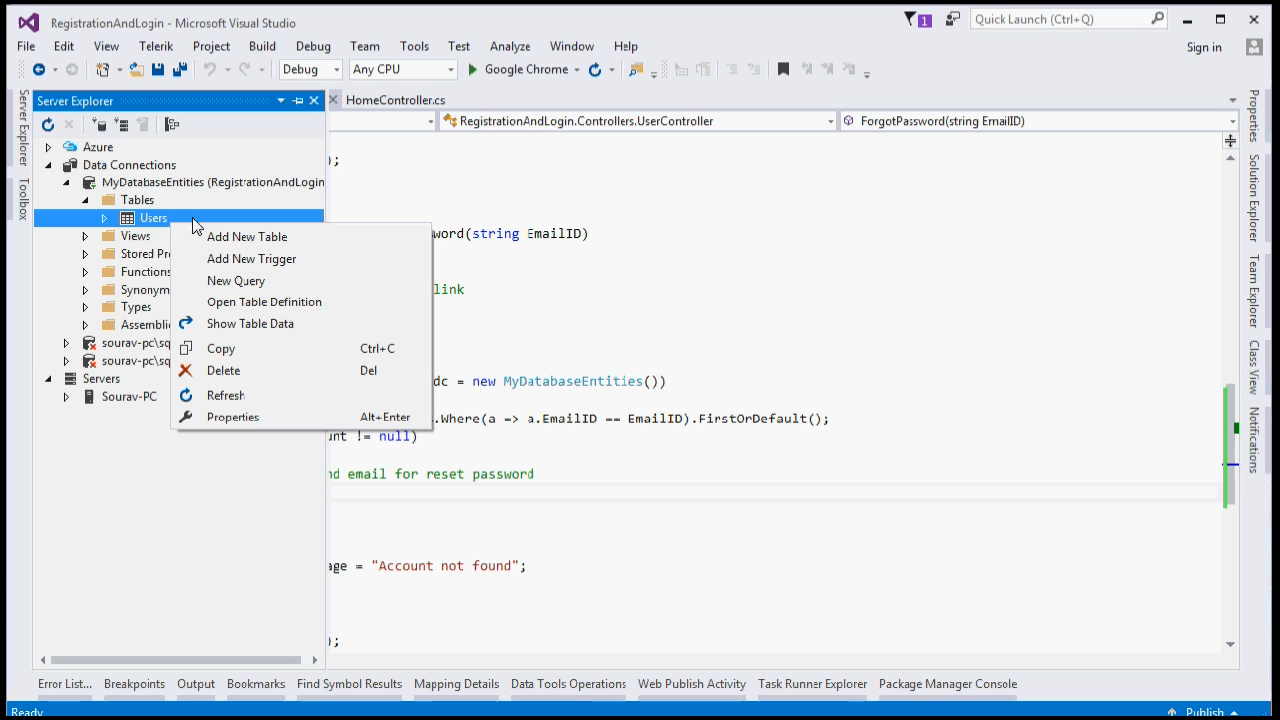 RegistrationAndLogin - Microsoft Visual Studio
1
Quick Launch (Ctrl+Q)
File Edit View Telerik Project Build Debug Team Tools Test Analyze Window Help
Sign in
Debug Any CPU Google Chrome
Server Explorer
HomeController.cs
RegistrationAndLogin.Controllers.UserController
ForgotPassword(string EmailID)
Server Explorer
Toolbox
Azure
Data Connections
MyDatabaseEntities (RegistrationAndLogin
Tables
Users
Views
Stored Pr
Functions
Synonym
Types
Assemblie
sourav-pc\sq
sourav-pc\sq
Servers
Sourav-PC
Add New Table
Add New Trigger
New Query
Open Table Definition
Show Table Data
Copy Ctrl+C
Delete Del
Refresh
Properties Alt+Enter
);
word(string EmailID)
link
dc = new MyDatabaseEntities())
.Where(a => a.EmailID == EmailID).FirstOrDefault();
unt != null)
nd email for reset password
age = "Account not found";
);
Properties
Solution Explorer
Team Explorer
Class View
Notifications
Error List... Breakpoints Output Bookmarks Find Symbol Results Mapping Details Data Tools Operations Web Publish Activity Task Runner Explorer Package Manager Console
Ready
Publish